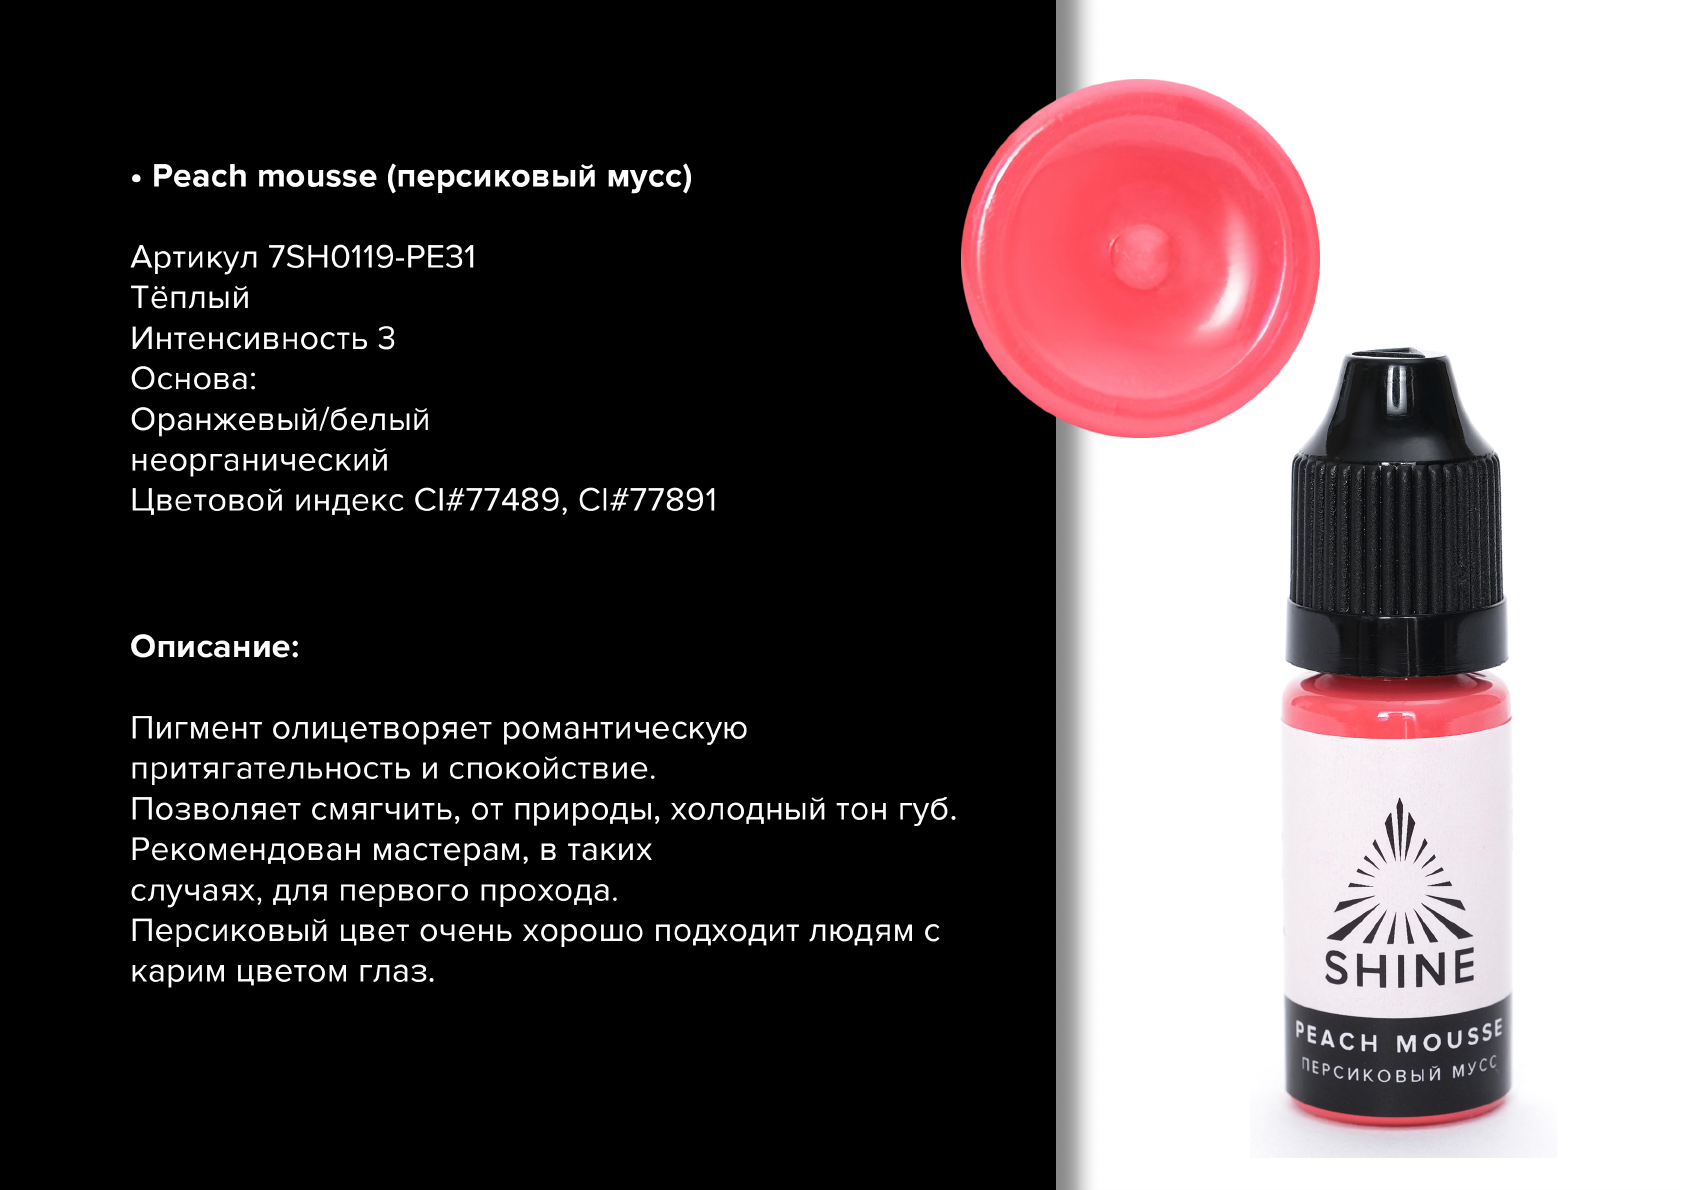 • Peach mousse (персиковый мусс)
Артикул 7SH0119-PE31
Тёплый
Интенсивность 3
Основа:
Оранжевый/белый
неорганический
Цветовой индекс CI#77489, CI#77891
Описание:
Пигмент олицетворяет романтическую
притягательность и спокойствие.
Позволяет смягчить, от природы, холодный тон губ.
Рекомендован мастерам, в таких
случаях, для первого прохода.
Персиковый цвет очень хорошо подходит людям с
карим цветом глаз.
SHINE
PEACH MOUSSE
ПЕРСИКОВЫЙ МУСС